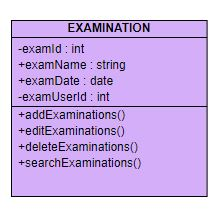 EXAMINATION
-examId : int
+examName : string
+examDate : date
-examUserId : int
+addExaminations()
+editExaminations()
+deleteExaminations()
+searchExaminations()